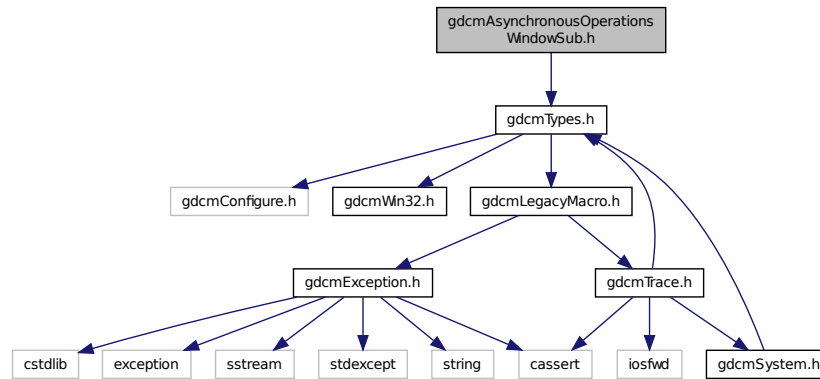 gdcmAsynchronousOperations
WindowSub.h
gdcmTypes.h
gdcmConfigure.h
gdcmWin32.h
gdcmLegacyMacro.h
gdcmException.h
gdcmTrace.h
cstdlib
exception
sstream
stdexcept
string
cassert
iosfwd
gdcmSystem.h